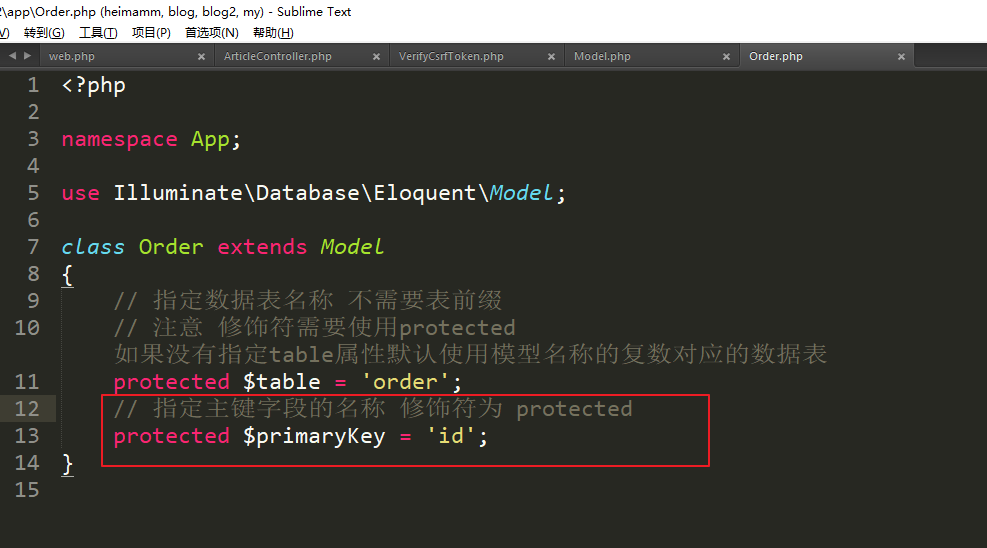 2\app\Order.php (heimamm, blog, blog2, my) - Sublime Text
V) 转到(G) 工具(T) 项目(P) 首选项(N) 帮助(H)
web.php × ArticleController.php × VerifyCsrfToken.php × Model.php × Order.php ×
1 <?php
2
3 namespace App;
4
5 use Illuminate\Database\Eloquent\Model;
6
7 class Order extends Model
8 {
9 // 指定数据表名称 不需要表前缀
10 // 注意 修饰符需要使用protected
如果没有指定table属性默认使用模型名称的复数对应的数据表
11 protected $table = 'order';
12 // 指定主键字段的名称 修饰符为 protected
13 protected $primaryKey = 'id';
14 }
15